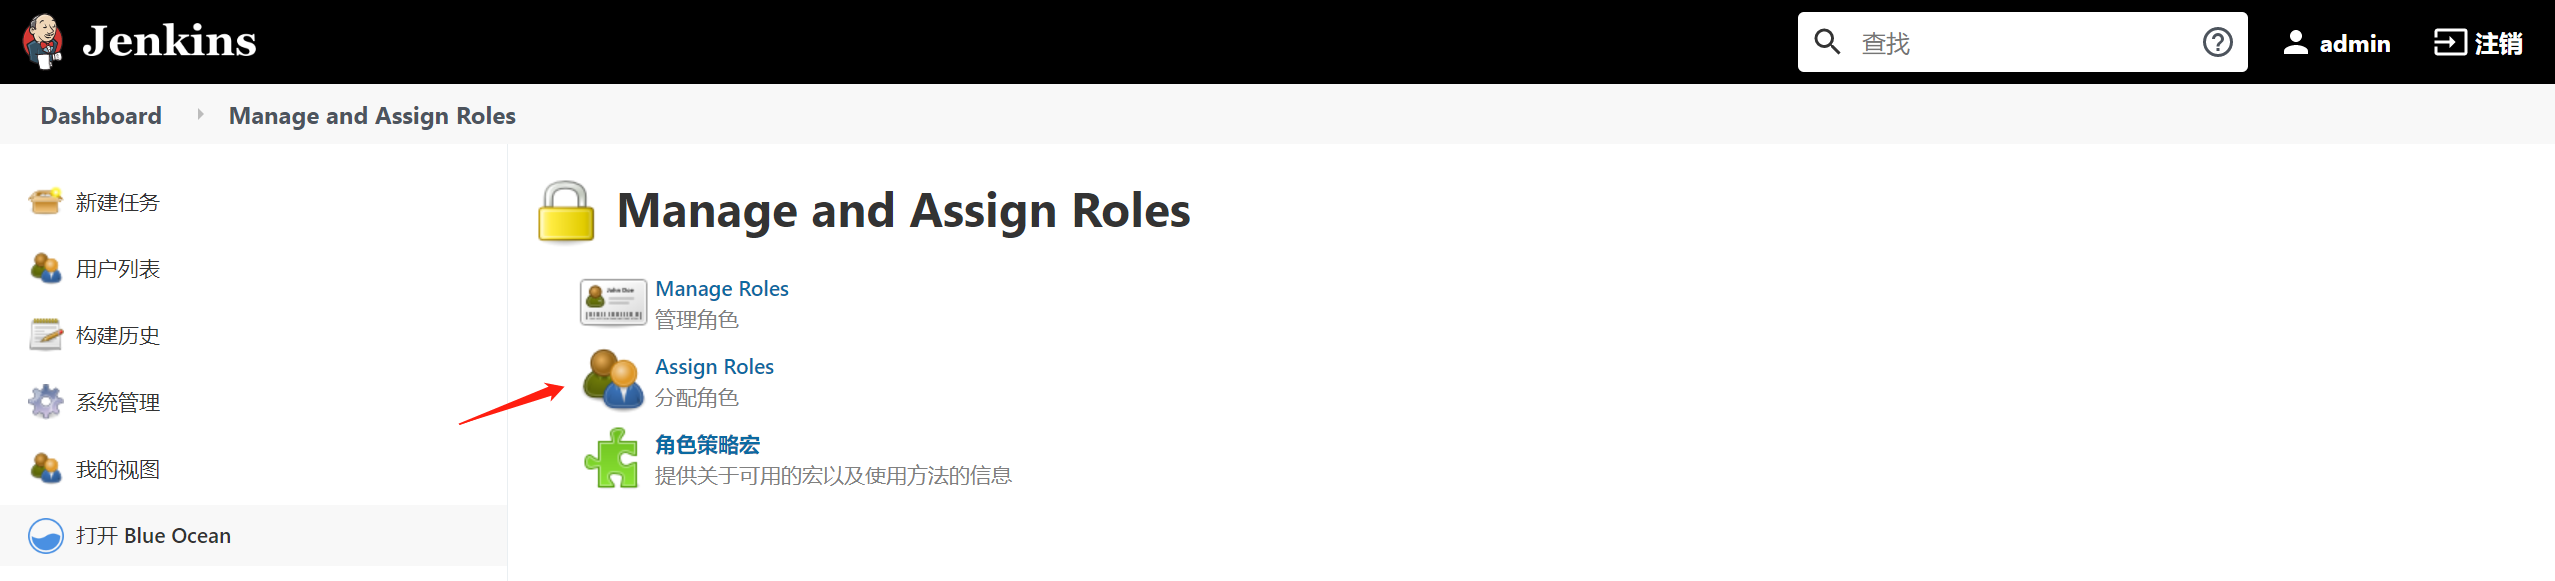 Jenkins
查找
admin
注销
Dashboard
Manage and Assign Roles
新建任务
用户列表
构建历史
系统管理
我的视图
打开 Blue Ocean
Manage and Assign Roles
John Doe
Manage Roles
管理角色
Assign Roles
分配角色
角色策略宏
提供关于可用的宏以及使用方法的信息